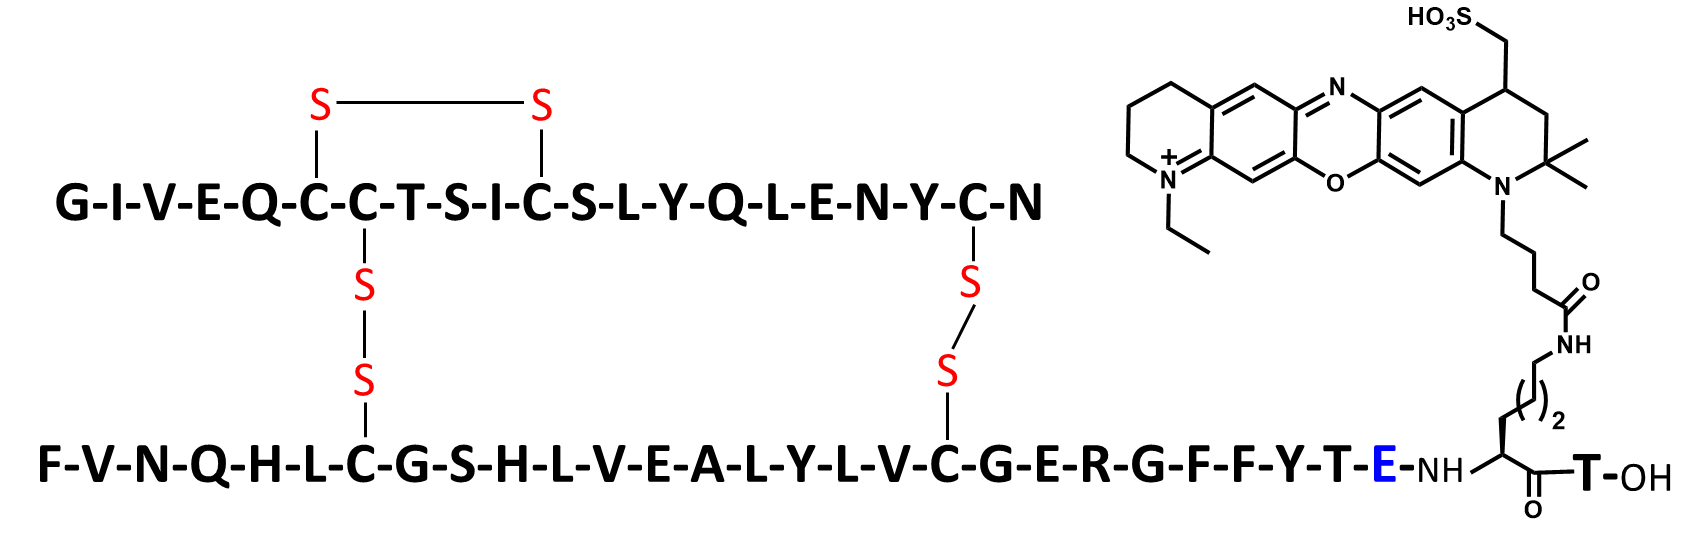 HO3S
S S
N
N+
O
N
G-I-V-E-Q-C-C-T-S-I-C-S-L-Y-Q-L-E-N-Y-C-N
S
S
O
NH
S
S
2
F-V-N-Q-H-L-C-G-S-H-L-V-E-A-L-Y-L-V-C-G-E-R-G-F-F-Y-T-E-NH T-OH
O